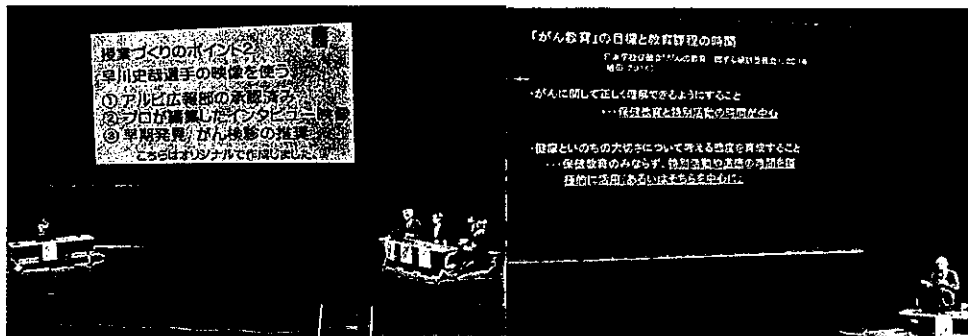 授業づくりのポイント2
早川史哉選手の映像を使う
①アルビ広報部の承認済み
②プロが編集したインタビュー映像
③早期発見 がん検診の推奨
こちらはオリジナルで作成しました
「がん教育」の目標と教育課程の時間
・がんに関して正しく理解できるようにすること
・・・保健教育と特別活動の時間が中心
・健康といのちの大切さについて考える態度を育成すること
・・・保健教育のみならず、特別活動や道徳の時間を積
極的に活用（あるいはそちらを中心に）